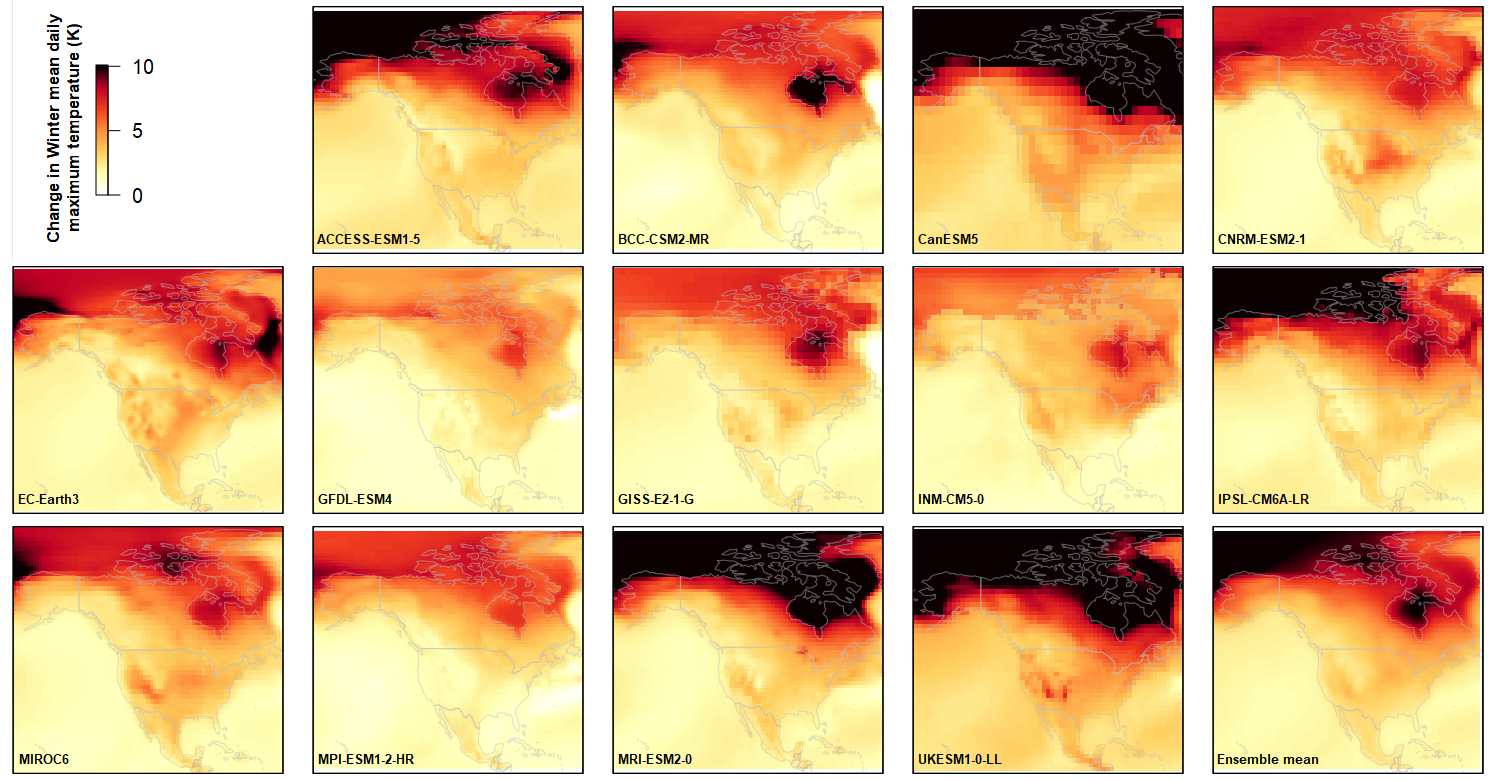 Change in Winter mean daily
maximum temperature (K)
10
5
0
ACCESS-ESM1-5
BCC-CSM2-MR
CanESM5
CNRM-ESM2-1
EC-Earth3
GFDL-ESM4
GISS-E2-1-G
INM-CM5-0
IPSL-CM6A-LR
MIROC6
MPI-ESM1-2-HR
MRI-ESM2-0
UKESM1-0-LL
Ensemble mean